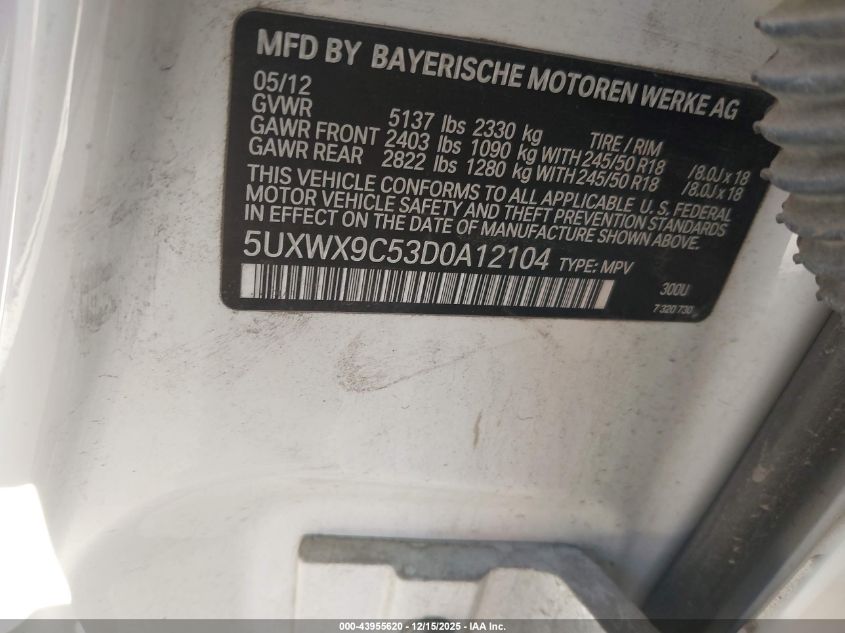 MFD BY BAYERISCHE MOTOREN WERKE AG
05/12
GVWR 5137 lbs 2330 kg TIRE / RIM
GAWR FRONT 2403 lbs 1090 kg WITH 245/50 R18 /8.0J x 18
GAWR REAR 2822 lbs 1280 kg WITH 245/50 R18 /8.0J x 18
THIS VEHICLE CONFORMS TO ALL APPLICABLE U.S. FEDERAL
MOTOR VEHICLE SAFETY AND THEFT PREVENTION STANDARDS
IN EFFECT ON THE DATE OF MANUFACTURE SHOWN ABOVE.
5UXWX9C53D0A12104 TYPE: MPV
300U
7 320 730
000-43955620 - 12/15/2025 - IAA Inc.